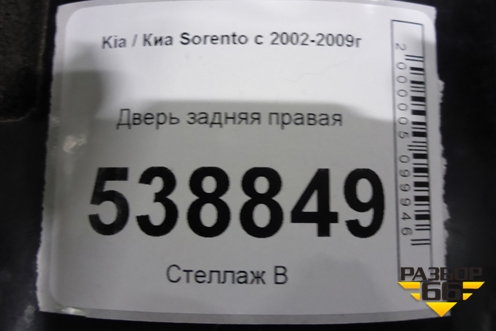 Kia / Киа Sorento с 2002-2009г
Дверь задняя правая
538849
Стеллаж В
2000005099946
РАЗБОР
66